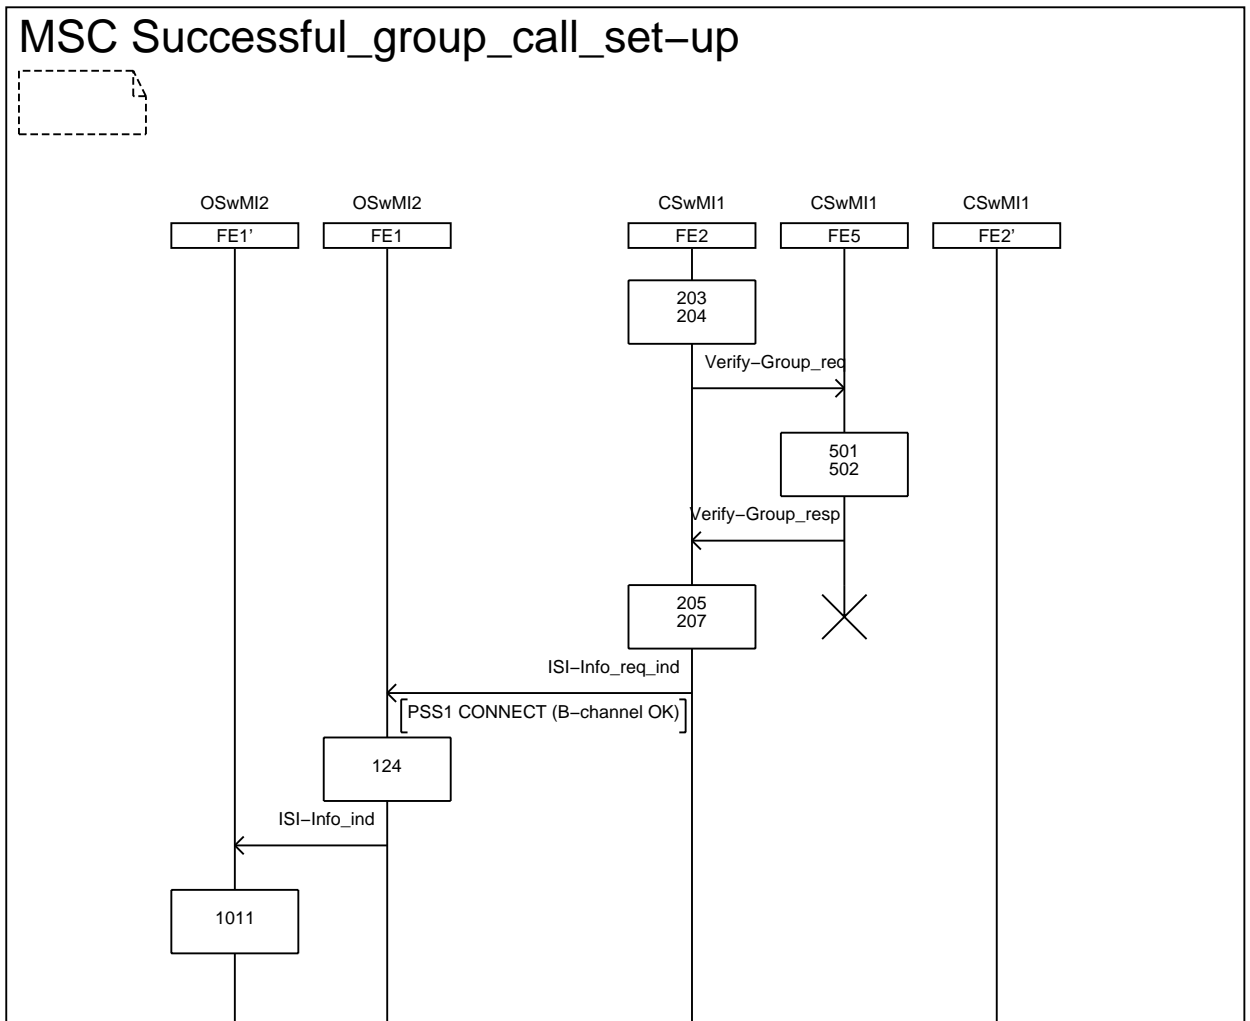 MSC Successful_group_call_set–up
OSwMI2 OSwMI2 CSwMI1 CSwMI1 CSwMI1
FE1’ FE1 FE2 FE5 FE2’
203
204
Verify–Group_req
501
502
Verify–Group_resp
205
207
ISI–Info_req_ind
PSS1 CONNECT (B–channel OK)
124
ISI–Info_ind
1011